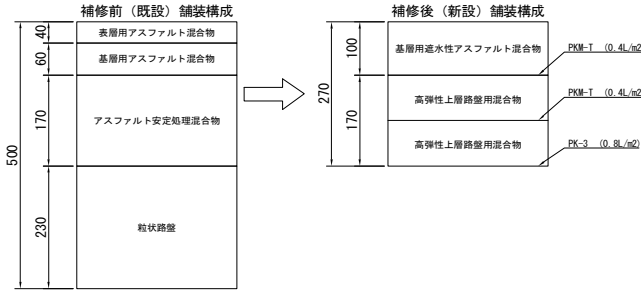 補修前（既設）舗装構成
40
表層用アスファルト混合物
60
基層用アスファルト混合物
170
アスファルト安定処理混合物
500
230
粒状路盤
補修後（新設）舗装構成
100
基層用遮水性アスファルト混合物
PKM-T （0.4L/m2
270
170
高弾性上層路盤用混合物
PKM-T （0.4L/m2
高弾性上層路盤用混合物
PK-3 （0.8L/m2)